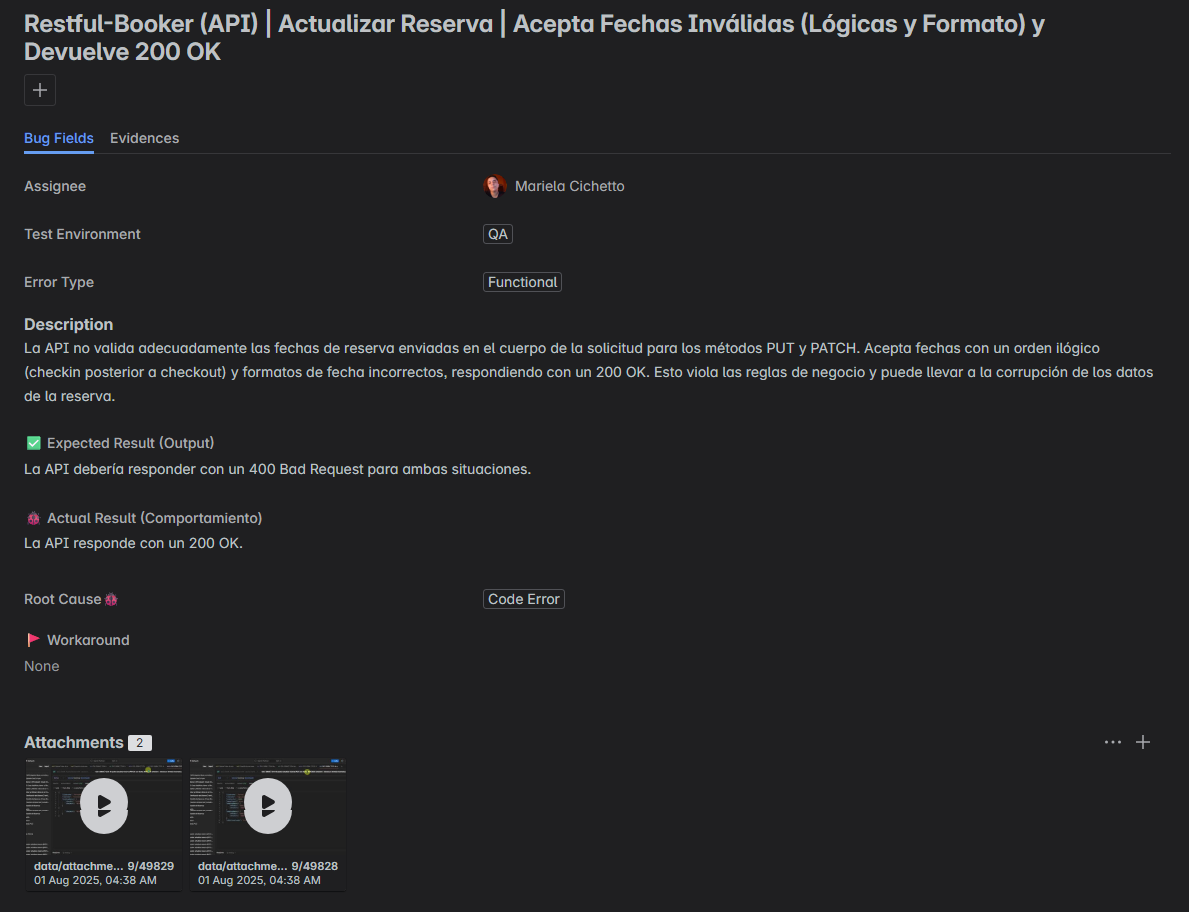 Restful-Booker (API) | Actualizar Reserva | Acepta Fechas Inválidas (Lógicas y Formato) y
Devuelve 200 OK
Bug Fields Evidences
Assignee Mariela Cichetto
Test Environment QA
Error Type Functional
Description
La API no valida adecuadamente las fechas de reserva enviadas en el cuerpo de la solicitud para los métodos PUT y PATCH. Acepta fechas con un orden ilógico
(checkin posterior a checkout) y formatos de fecha incorrectos, respondiendo con un 200 OK. Esto viola las reglas de negocio y puede llevar a la corrupción de los datos
de la reserva.
✅ Expected Result (Output)
La API debería responder con un 400 Bad Request para ambas situaciones.
🐞 Actual Result (Comportamiento)
La API responde con un 200 OK.
Root Cause🐞 Code Error
🚩 Workaround
None
Attachments 2
data/attachme... 9/49829
01 Aug 2025, 04:38 AM
data/attachme... 9/49828
01 Aug 2025, 04:38 AM